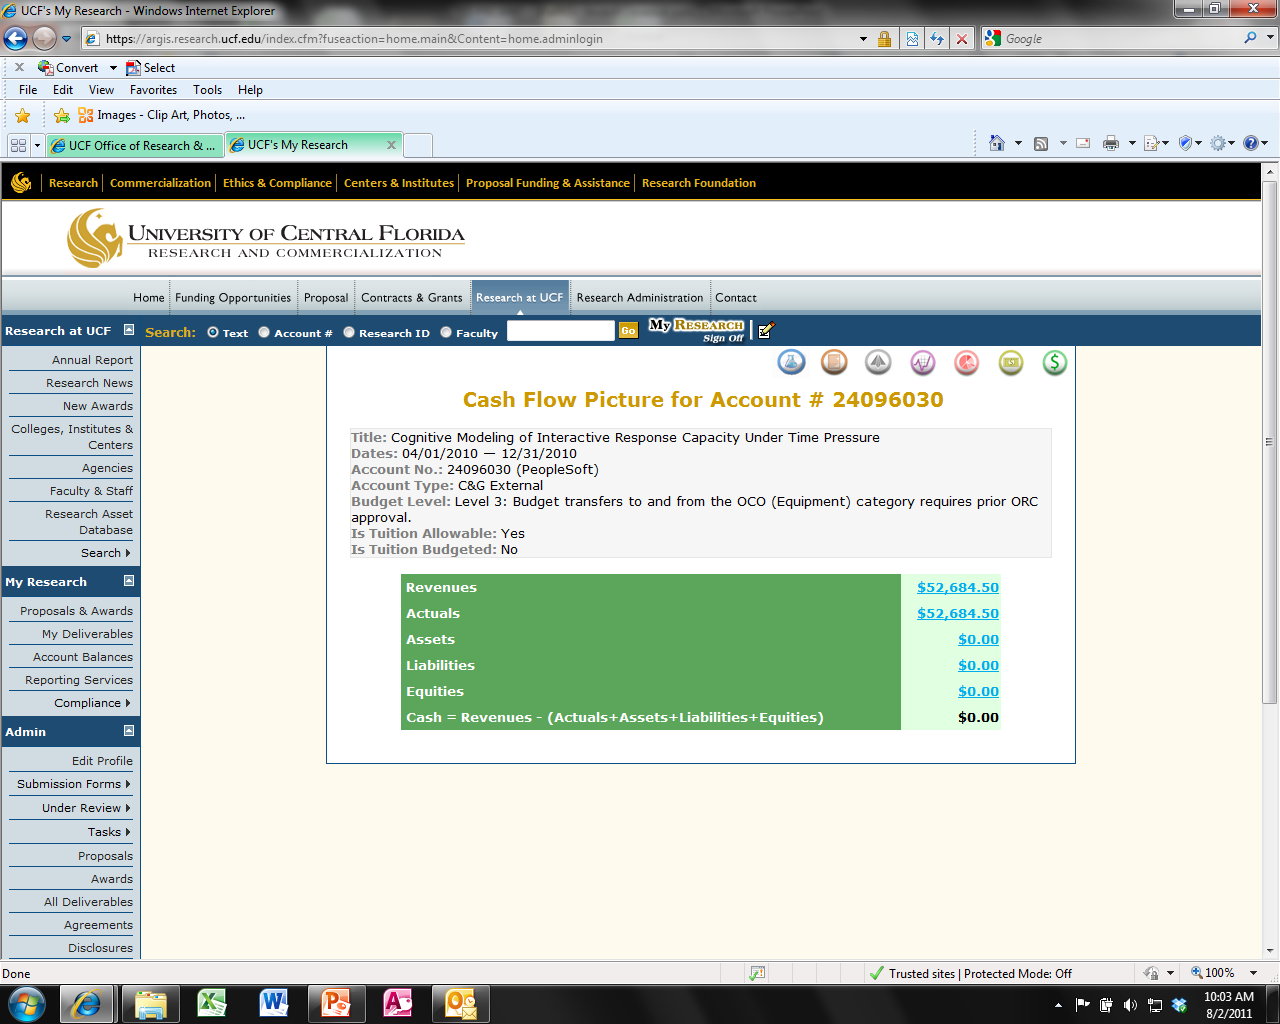 UCF's My Research - Windows Internet Explorer
https://argis.research.ucf.edu/index.cfm?fuseaction=home.main&Content=home.adminlogin
Google
Convert Select
File Edit View Favorites Tools Help
Images - Clip Art, Photos, ...
UCF Office of Research & ... UCF's My Research
Research Commercialization Ethics & Compliance Centers & Institutes Proposal Funding & Assistance Research Foundation
UNIVERSITY OF CENTRAL FLORIDA
RESEARCH AND COMMERCIALIZATION
Home Funding Opportunities Proposal Contracts & Grants Research at UCF Research Administration Contact
Research at UCF
Search: Text Account # Research ID Faculty Go
My RESEARCH
Sign Off
Annual Report
Research News
New Awards
Colleges, Institutes &
Centers
Agencies
Faculty & Staff
Research Asset
Database
Search
My Research
Proposals & Awards
My Deliverables
Account Balances
Reporting Services
Compliance
Admin
Edit Profile
Submission Forms
Under Review
Tasks
Proposals
Awards
All Deliverables
Agreements
Disclosures
Cash Flow Picture for Account # 24096030
Title: Cognitive Modeling of Interactive Response Capacity Under Time Pressure
Dates: 04/01/2010 — 12/31/2010
Account No.: 24096030 (PeopleSoft)
Account Type: C&G External
Budget Level: Level 3: Budget transfers to and from the OCO (Equipment) category requires prior ORC
approval.
Is Tuition Allowable: Yes
Is Tuition Budgeted: No
Revenues $52,684.50
Actuals $52,684.50
Assets $0.00
Liabilities $0.00
Equities $0.00
Cash = Revenues - (Actuals+Assets+Liabilities+Equities) $0.00
Done
Trusted sites | Protected Mode: Off
100%
10:03 AM
8/2/2011